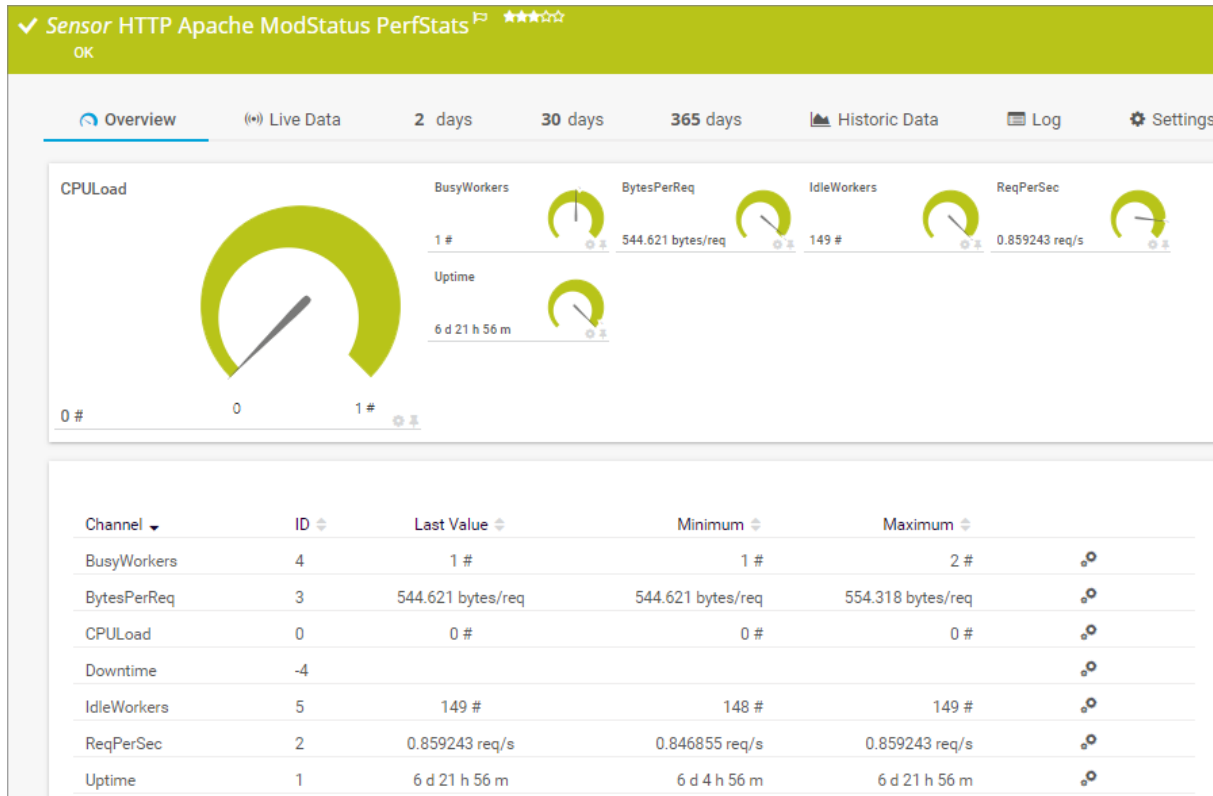 Sensor HTTP Apache ModStatus PerfStats
OK
Overview Live Data 2 days 30 days 365 days Historic Data Log Settings
CPULoad
0 #
0 1 #
BusyWorkers
1 #
BytesPerReq
544.621 bytes/req
IdleWorkers
149 #
ReqPerSec
0.859243 req/s
Uptime
6 d 21 h 56 m
Channel ID Last Value Minimum Maximum
BusyWorkers 4 1 # 1 # 2 #
BytesPerReq 3 544.621 bytes/req 544.621 bytes/req 554.318 bytes/req
CPULoad 0 0 # 0 # 0 #
Downtime -4
IdleWorkers 5 149 # 148 # 149 #
ReqPerSec 2 0.859243 req/s 0.846855 req/s 0.859243 req/s
Uptime 1 6 d 21 h 56 m 6 d 4 h 56 m 6 d 21 h 56 m